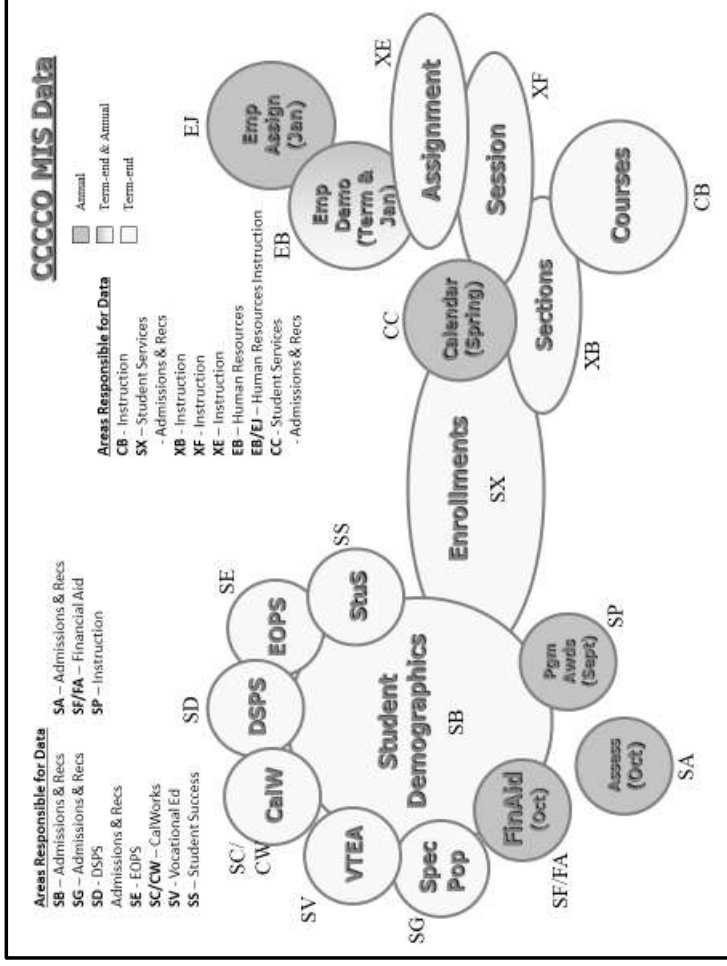 CCCCO MIS Data
Annual
Term-end & Annual
Term-end
Areas Responsible for Data
SB – Admissions & Recs
SG – Admissions & Recs
SD - DSPS
Admissions & Recs
SE - EOPS
SC/CW – CalWorks
SV - Vocational Ed
SS – Student Success
SA – Admissions & Recs
SF/FA – Financial Aid
SP – Instruction
Areas Responsible for Data
CB - Instruction
SX – Student Services
- Admissions & Recs
XB - Instruction
XF - Instruction
XE – Instruction
EB – Human Resources
EB/EJ – Human Resources Instruction
CC - Student Services
- Admissions & Recs
SC/
CW
SD
SE
SS
SV
SG
SF/FA
SA
SP
CalW
DSPS
EOPS
StuS
VTEA
Spec
Pop
FinAid
(Oct)
Assess
(Oct)
Pgm
Awds
(Sept)
Student
Demographics
SB
Enrollments
SX
CC
Calendar
(Spring)
EB
Emp
Demo
(Term &
Jan)
EJ
Emp
Assign
(Jan)
XE
Assignment
Session
XF
Sections
XB
Courses
CB